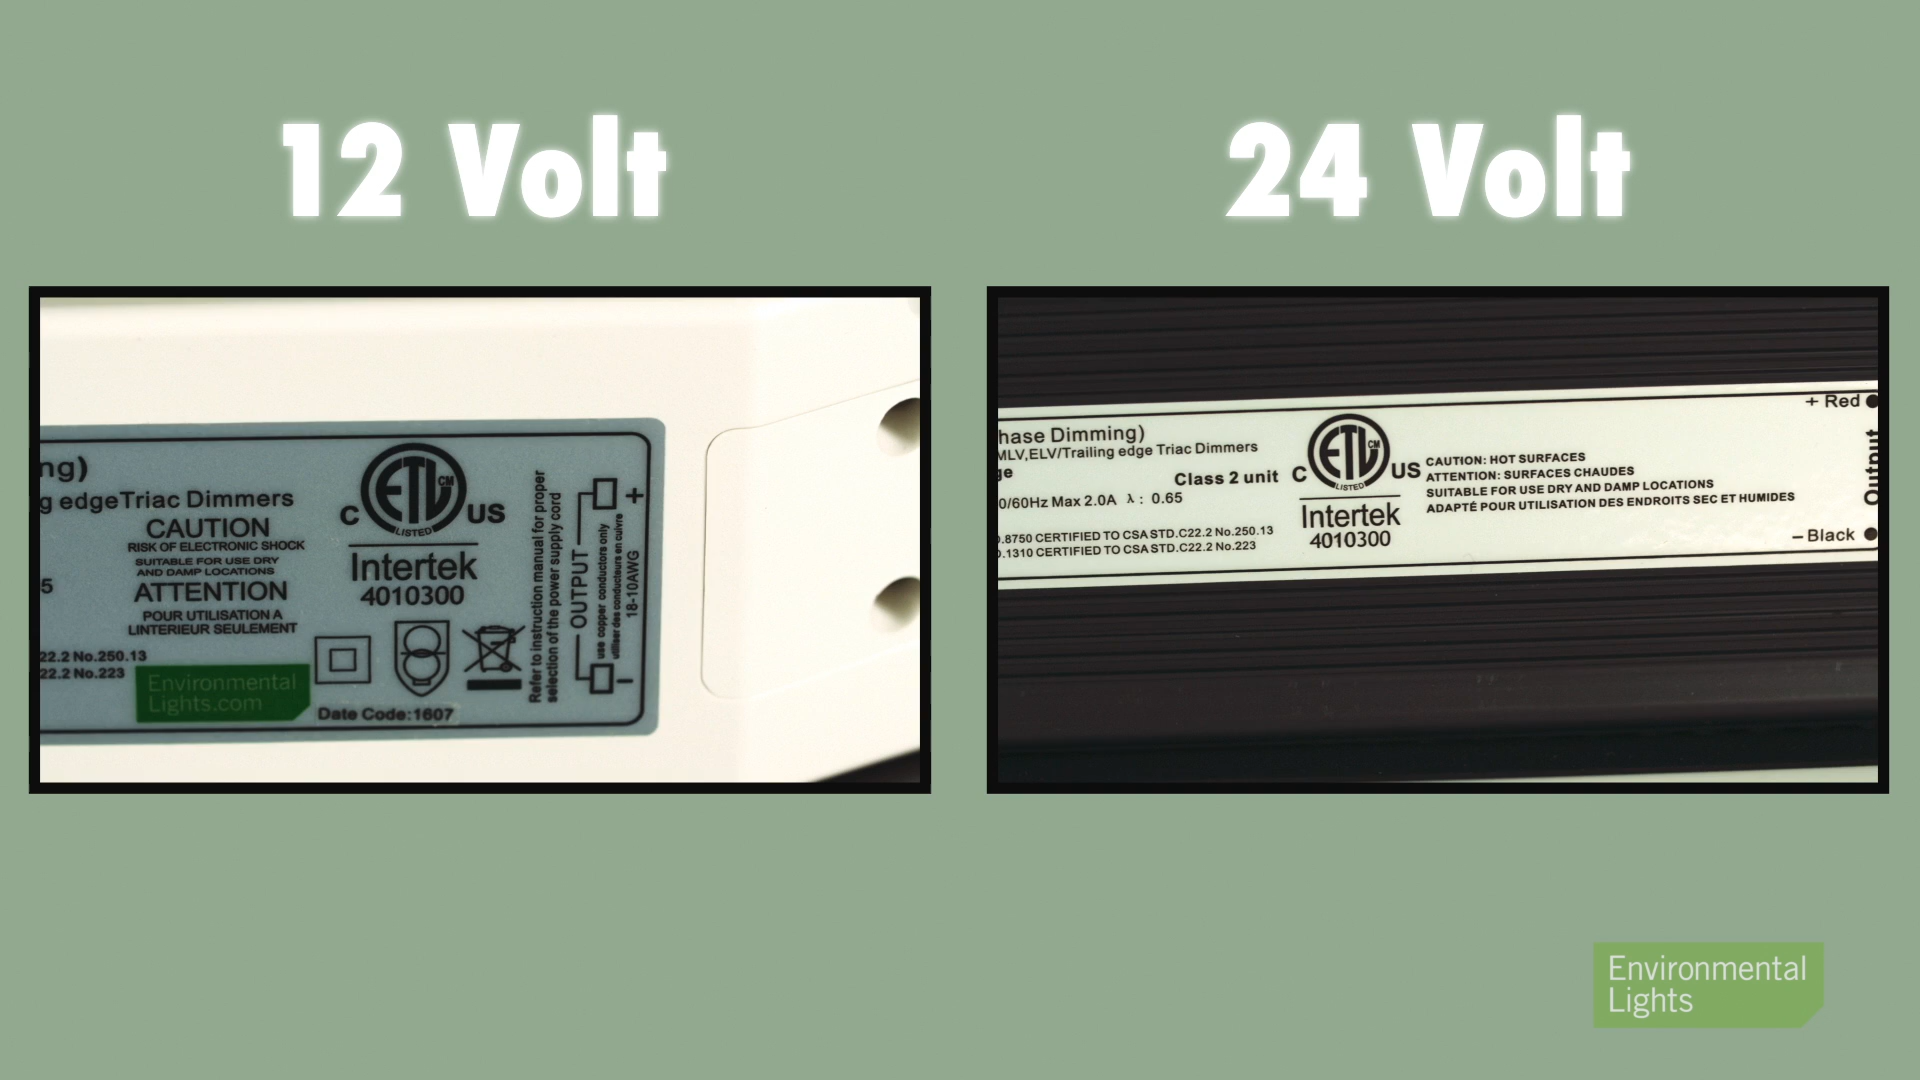 12 Volt
24 Volt
ng)
g edge Triac Dimmers
CAUTION
RISK OF ELECTRONIC SHOCK
SUITABLE FOR USE DRY
AND DAMP LOCATIONS
ATTENTION
POUR UTILISATION A
LINTERIEUR SEULEMENT
5
22.2 No.250.13
22.2 No.223
Environmental
Lights.com
C ETL CM US
LISTED
Intertek
4010300
Date Code:1607
Refer to instruction manual for proper
selection of the power supply cord
+ OUTPUT −
use copper conductors only
utiliser des conducteurs en cuivre
18-10AWG
hase Dimming)
MLV,ELV/Trailing edge Triac Dimmers
ge
Class 2 unit
0/60Hz Max 2.0A λ : 0.65
.8750 CERTIFIED TO CSA STD.C22.2 No.250.13
.1310 CERTIFIED TO CSA STD.C22.2 No.223
C ETL CM US
LISTED
Intertek
4010300
CAUTION: HOT SURFACES
ATTENTION: SURFACES CHAUDES
SUITABLE FOR USE DRY AND DAMP LOCATIONS
ADAPTÉ POUR UTILISATION DES ENDROITS SEC ET HUMIDES
+ Red
Output
− Black
Environmental
Lights